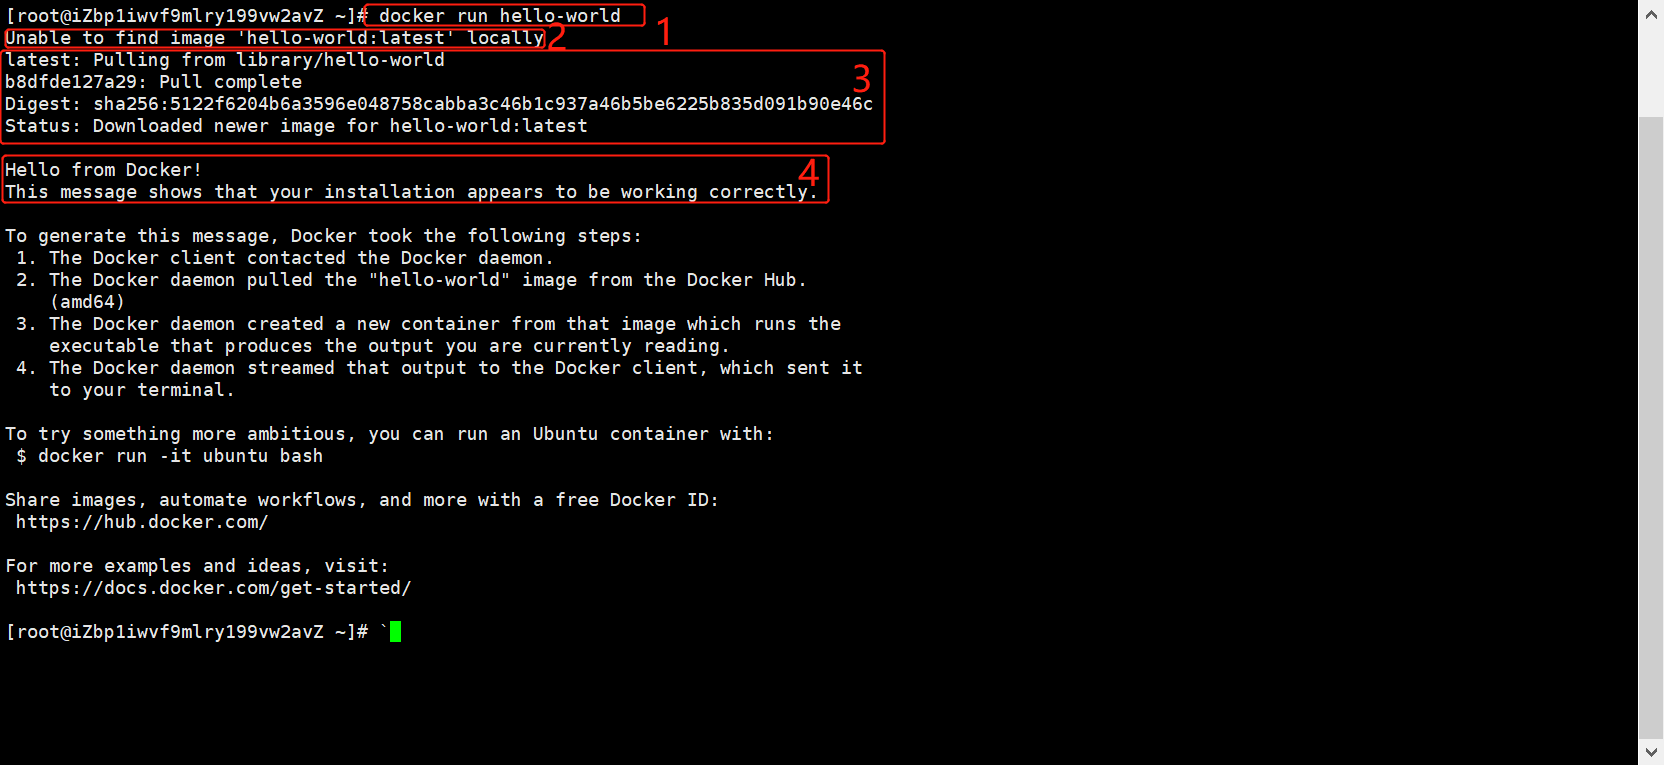 [root@iZbp1iwvf9mlry199vw2avZ ~]# docker run hello-world 1
Unable to find image 'hello-world:latest' locally 2
latest: Pulling from library/hello-world
b8dfde127a29: Pull complete 3
Digest: sha256:5122f6204b6a3596e048758cabba3c46b1c937a46b5be6225b835d091b90e46c
Status: Downloaded newer image for hello-world:latest
Hello from Docker! 4
This message shows that your installation appears to be working correctly.
To generate this message, Docker took the following steps:
1. The Docker client contacted the Docker daemon.
2. The Docker daemon pulled the "hello-world" image from the Docker Hub.
(amd64)
3. The Docker daemon created a new container from that image which runs the
executable that produces the output you are currently reading.
4. The Docker daemon streamed that output to the Docker client, which sent it
to your terminal.
To try something more ambitious, you can run an Ubuntu container with:
$ docker run -it ubuntu bash
Share images, automate workflows, and more with a free Docker ID:
https://hub.docker.com/
For more examples and ideas, visit:
https://docs.docker.com/get-started/
[root@iZbp1iwvf9mlry199vw2avZ ~]# `